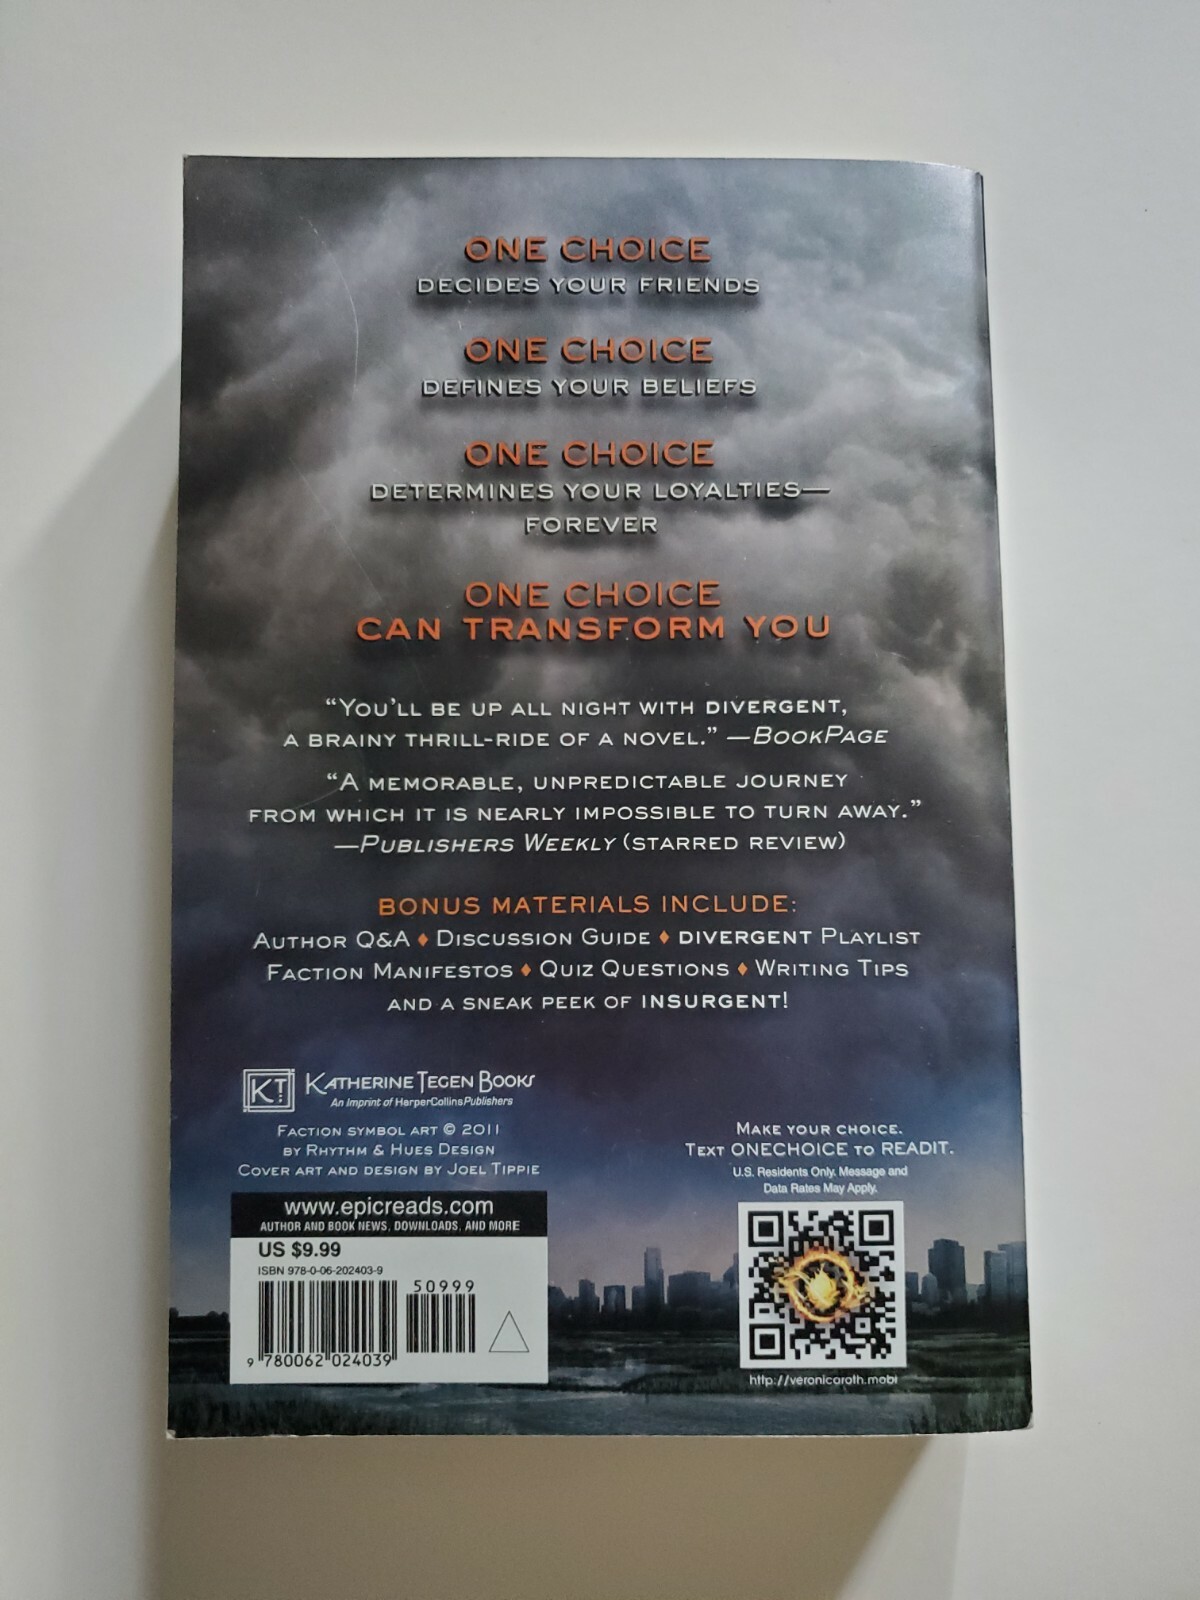 ONE CHOICE
DECIDES YOUR FRIENDS
ONE CHOICE
DEFINES YOUR BELIEFS
ONE CHOICE
DETERMINES YOUR LOYALTIES—
FOREVER
ONE CHOICE
CAN TRANSFORM YOU
“YOU'LL BE UP ALL NIGHT WITH DIVERGENT,
A BRAINY THRILL-RIDE OF A NOVEL.” —BOOKPAGE
“A MEMORABLE, UNPREDICTABLE JOURNEY
FROM WHICH IT IS NEARLY IMPOSSIBLE TO TURN AWAY.”
—PUBLISHERS WEEKLY (STARRED REVIEW)
BONUS MATERIALS INCLUDE:
AUTHOR Q&A ♦ DISCUSSION GUIDE ♦ DIVERGENT PLAYLIST
FACTION MANIFESTOS ♦ QUIZ QUESTIONS ♦ WRITING TIPS
AND A SNEAK PEEK OF INSURGENT!
KT KATHERINE TEGEN BOOKS
An Imprint of HarperCollinsPublishers
FACTION SYMBOL ART © 2011
BY RHYTHM & HUES DESIGN
COVER ART AND DESIGN BY JOEL TIPPIE
www.epicreads.com
AUTHOR AND BOOK NEWS, DOWNLOADS, AND MORE
US $9.99
ISBN 978-0-06-202403-9
50999
9 780062 024039
MAKE YOUR CHOICE.
TEXT ONECHOICE TO READIT.
U.S. Residents Only. Message and
Data Rates May Apply.
http://veronicaroth.mobi